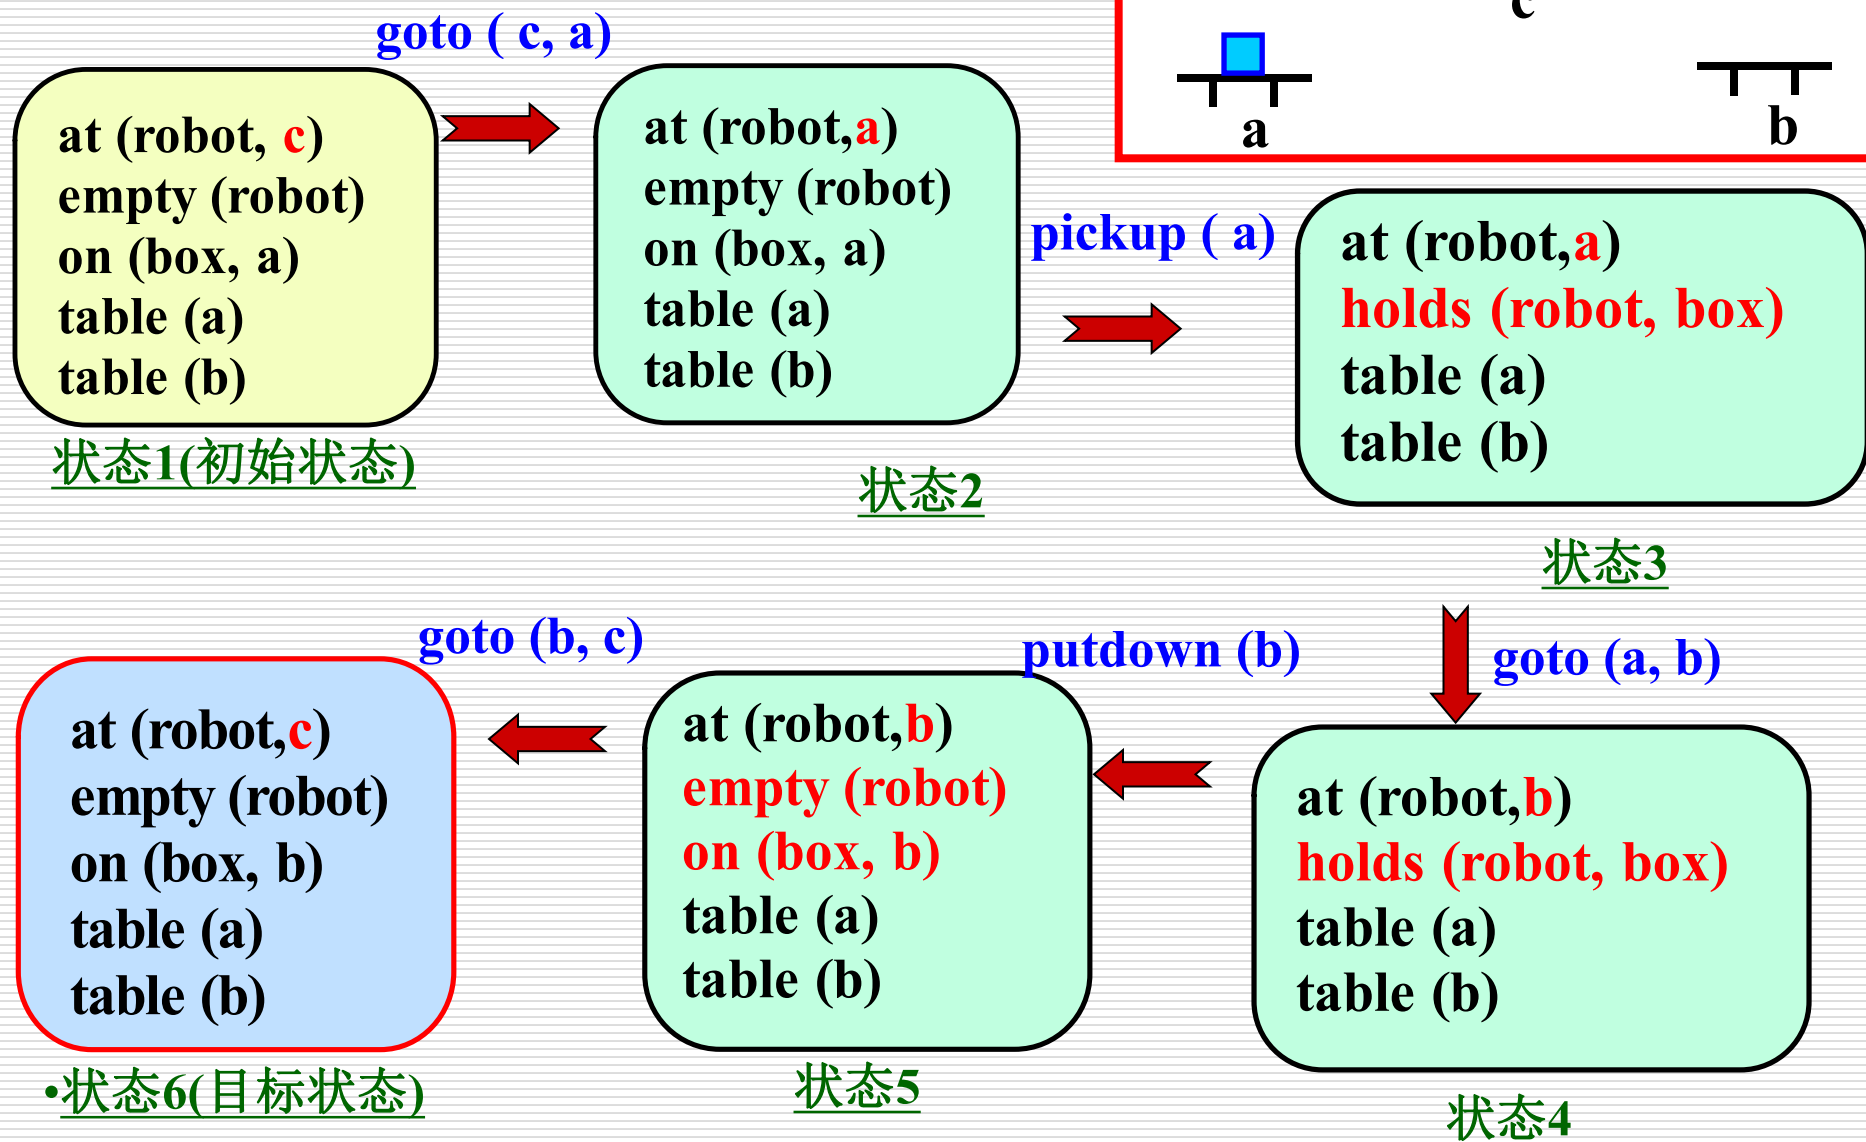 goto ( c, a)
c
a
b
at (robot, c)
empty (robot)
on (box, a)
table (a)
table (b)
状态1(初始状态)
at (robot,a)
empty (robot)
on (box, a)
table (a)
table (b)
状态2
pickup ( a)
at (robot,a)
holds (robot, box)
table (a)
table (b)
状态3
goto (a, b)
at (robot,b)
holds (robot, box)
table (a)
table (b)
状态4
putdown (b)
at (robot,b)
empty (robot)
on (box, b)
table (a)
table (b)
状态5
goto (b, c)
at (robot,c)
empty (robot)
on (box, b)
table (a)
table (b)
•状态6(目标状态)